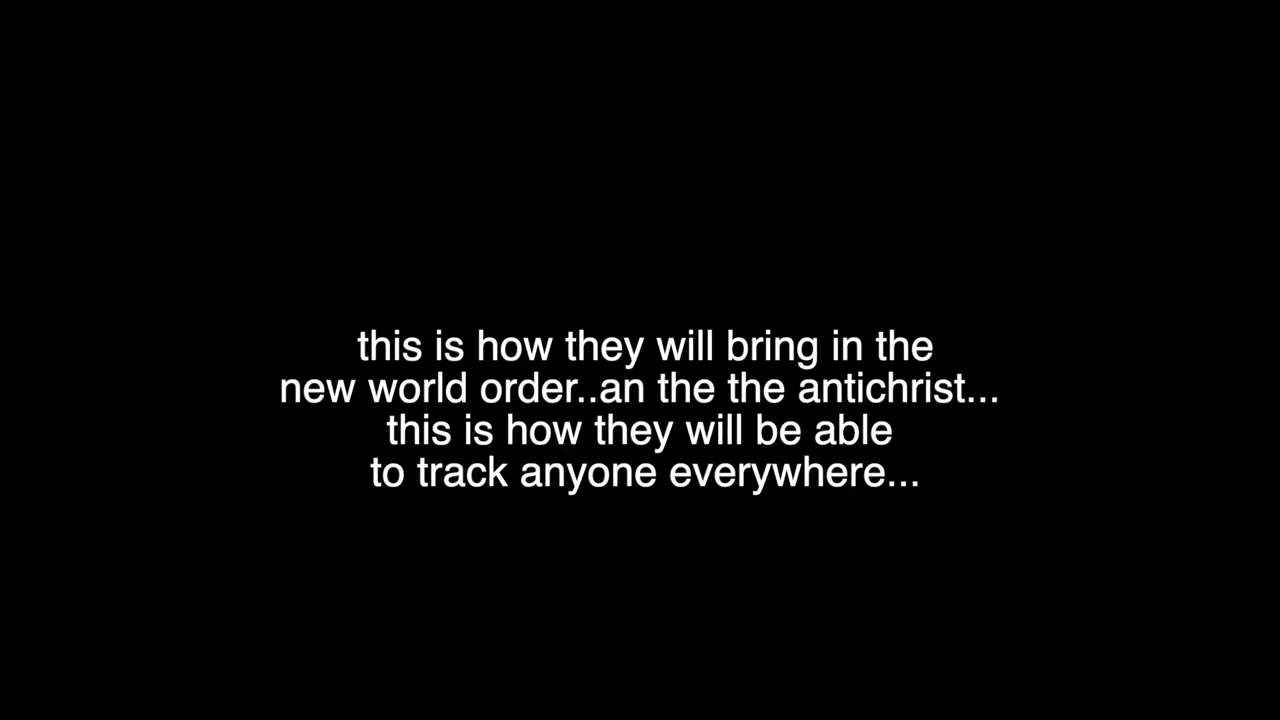 this is how they will bring in the
new world order..an the the antichrist...
this is how they will be able
to track anyone everywhere...